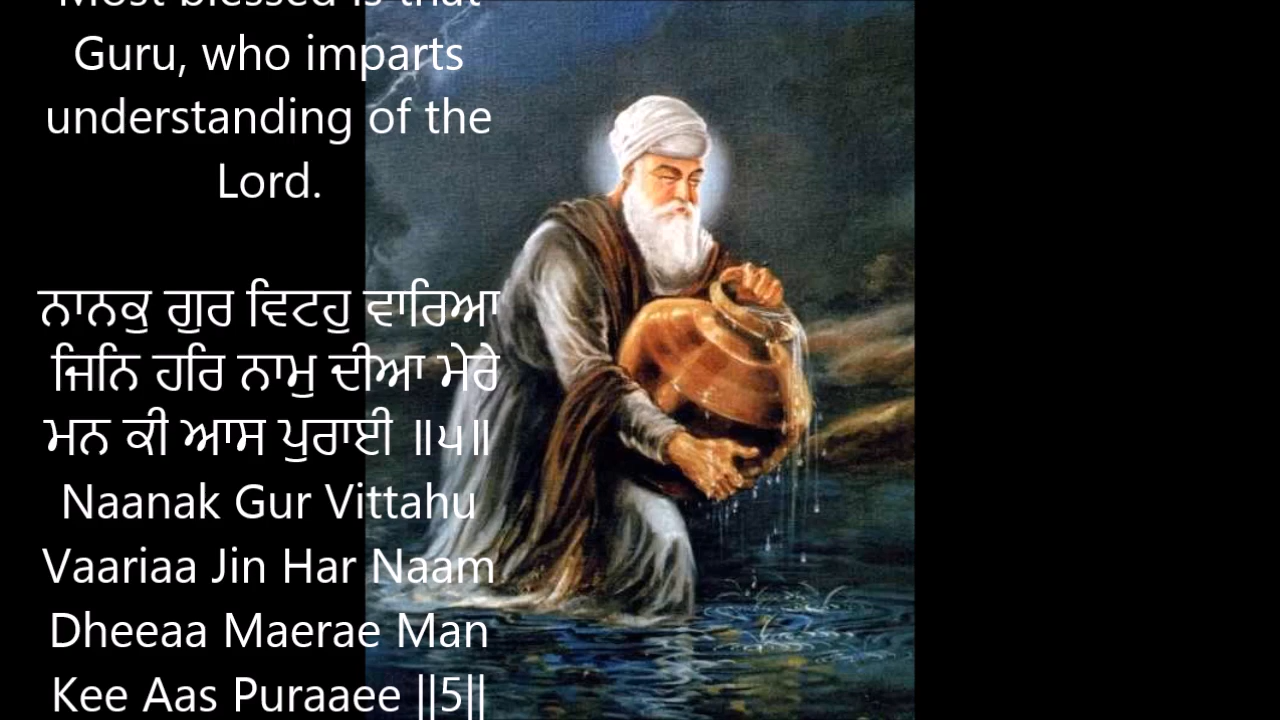 Most blessed is that
Guru, who imparts
understanding of the
Lord.
ਨਾਨਕੁ ਗੁਰ ਵਿਟਹੁ ਵਾਰਿਆ
ਜਿਨਿ ਹਰਿ ਨਾਮੁ ਦੀਆ ਮੇਰੇ
ਮਨ ਕੀ ਆਸ ਪੁਰਾਈ ॥੫॥
Naanak Gur Vittahu
Vaariaa Jin Har Naam
Dheeaa Maerae Man
Kee Aas Puraaee ||5||